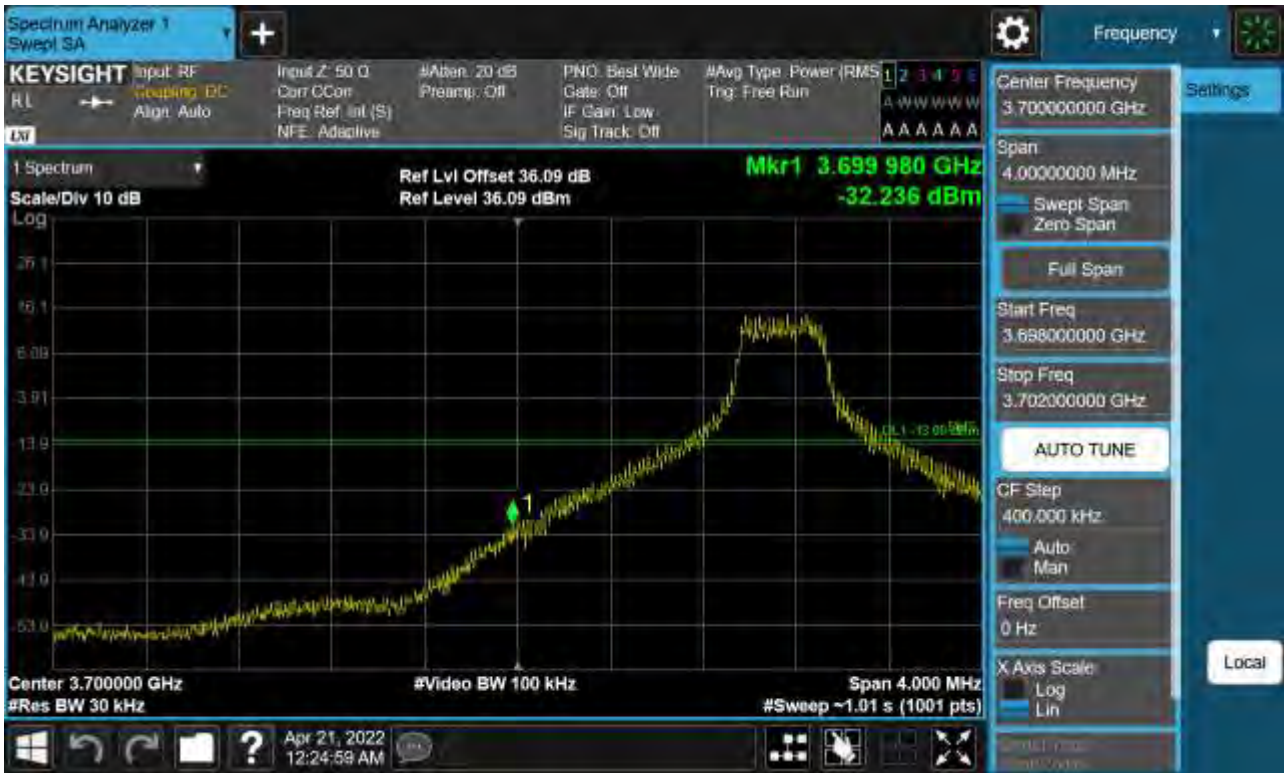 Spectrum Analyzer 1
Swept SA
+
Frequency
KEYSIGHT
RL
LXI
Input: RF
Coupling: DC
Align: Auto
Input Z: 50 Ω
Corr CCorr
Freq Ref: Int (S)
NFE: Adaptive
#Atten: 20 dB
Preamp: Off
PNO: Best Wide
Gate: Off
IF Gain: Low
Sig Track: Off
#Avg Type: Power (RMS
Trig: Free Run
1 2 3 4 5 6
A W W W W W
A A A A A A
1 Spectrum
Scale/Div 10 dB
Log
Ref Lvl Offset 36.09 dB
Ref Level 36.09 dBm
Mkr1 3.699 980 GHz
-32.236 dBm
26.1
16.1
6.09
-3.91
-13.9
-23.9
-33.9
-43.9
-53.9
1
DL1 -13.00 dBm
Center 3.700000 GHz
#Res BW 30 kHz
#Video BW 100 kHz
Span 4.000 MHz
#Sweep ~1.01 s (1001 pts)
Center Frequency
3.700000000 GHz
Settings
Span
4.00000000 MHz
Swept Span
Zero Span
Full Span
Start Freq
3.698000000 GHz
Stop Freq
3.702000000 GHz
AUTO TUNE
CF Step
400.000 kHz
Auto
Man
Freq Offset
0 Hz
X Axis Scale
Log
Lin
Local
?
Apr 21, 2022
12:24:59 AM